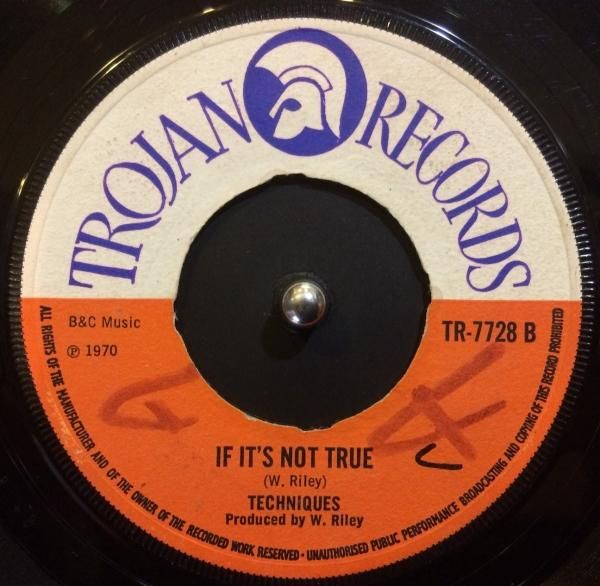 TROJAN RECORDS
B&C Music
℗ 1970
TR-7728 B
IF IT'S NOT TRUE
(W. Riley)
TECHNIQUES
Produced by W. Riley
ALL RIGHTS OF THE MANUFACTURER AND OF THE OWNER OF THE RECORDED WORK RESERVED · UNAUTHORISED PUBLIC PERFORMANCE BROADCASTING AND COPYING OF THIS RECORD PROHIBITED